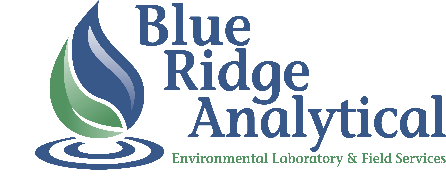 Blue
Ridge
Analytical
Environmental Laboratory & Field Services